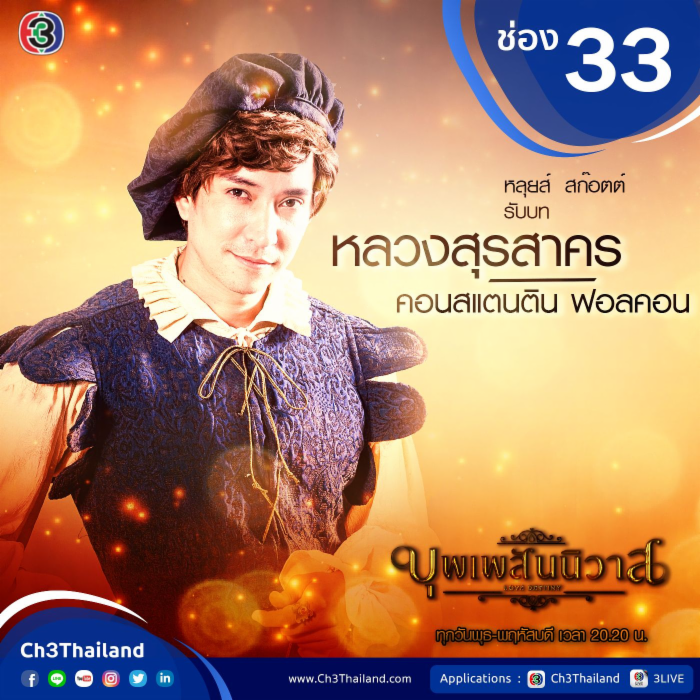 3
ช่อง 33
หลุยส์ สก๊อตต์
รับบท
หลวงสุรสาคร
คอนสแตนติน ฟอลคอน
บุพเพสันนิวาส
LOVE DESTINY
ทุกวันพุธ-พฤหัสบดี เวลา 20.20 น.
Ch3Thailand
www.Ch3Thailand.com
Applications : Ch3Thailand 3LIVE